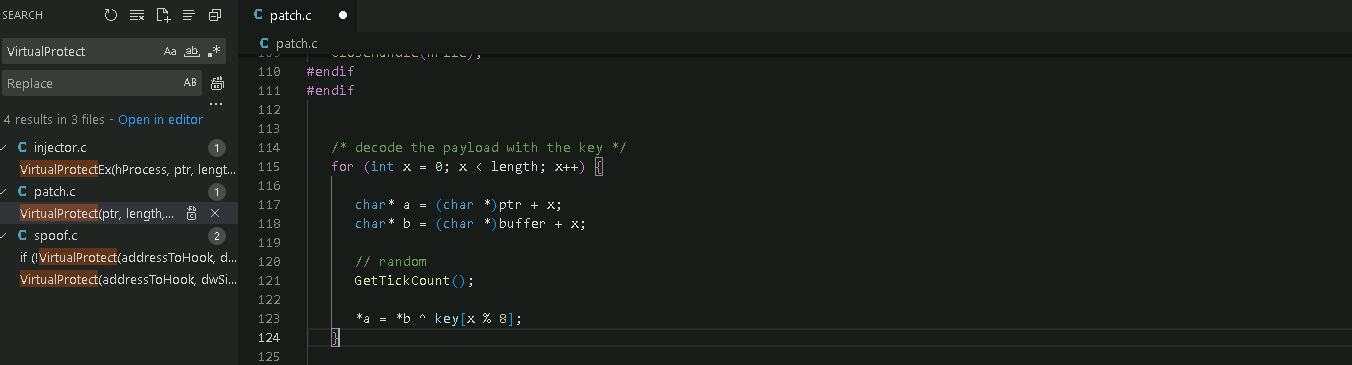 SEARCH
VirtualProtect
Aa ab .*
Replace
AB
...
4 results in 3 files - Open in editor
injector.c 1
VirtualProtectEx(hProcess, ptr, lengt...
patch.c 1
VirtualProtect(ptr, length,...
spoof.c 2
if (!VirtualProtect(addressToHook, d...
VirtualProtect(addressToHook, dwSi...
C patch.c
C patch.c
110 #endif
111 #endif
112
113
114 /* decode the payload with the key */
115 for (int x = 0; x < length; x++) {
116
117 char* a = (char *)ptr + x;
118 char* b = (char *)buffer + x;
119
120 // random
121 GetTickCount();
122
123 *a = *b ^ key[x % 8];
124 }
125